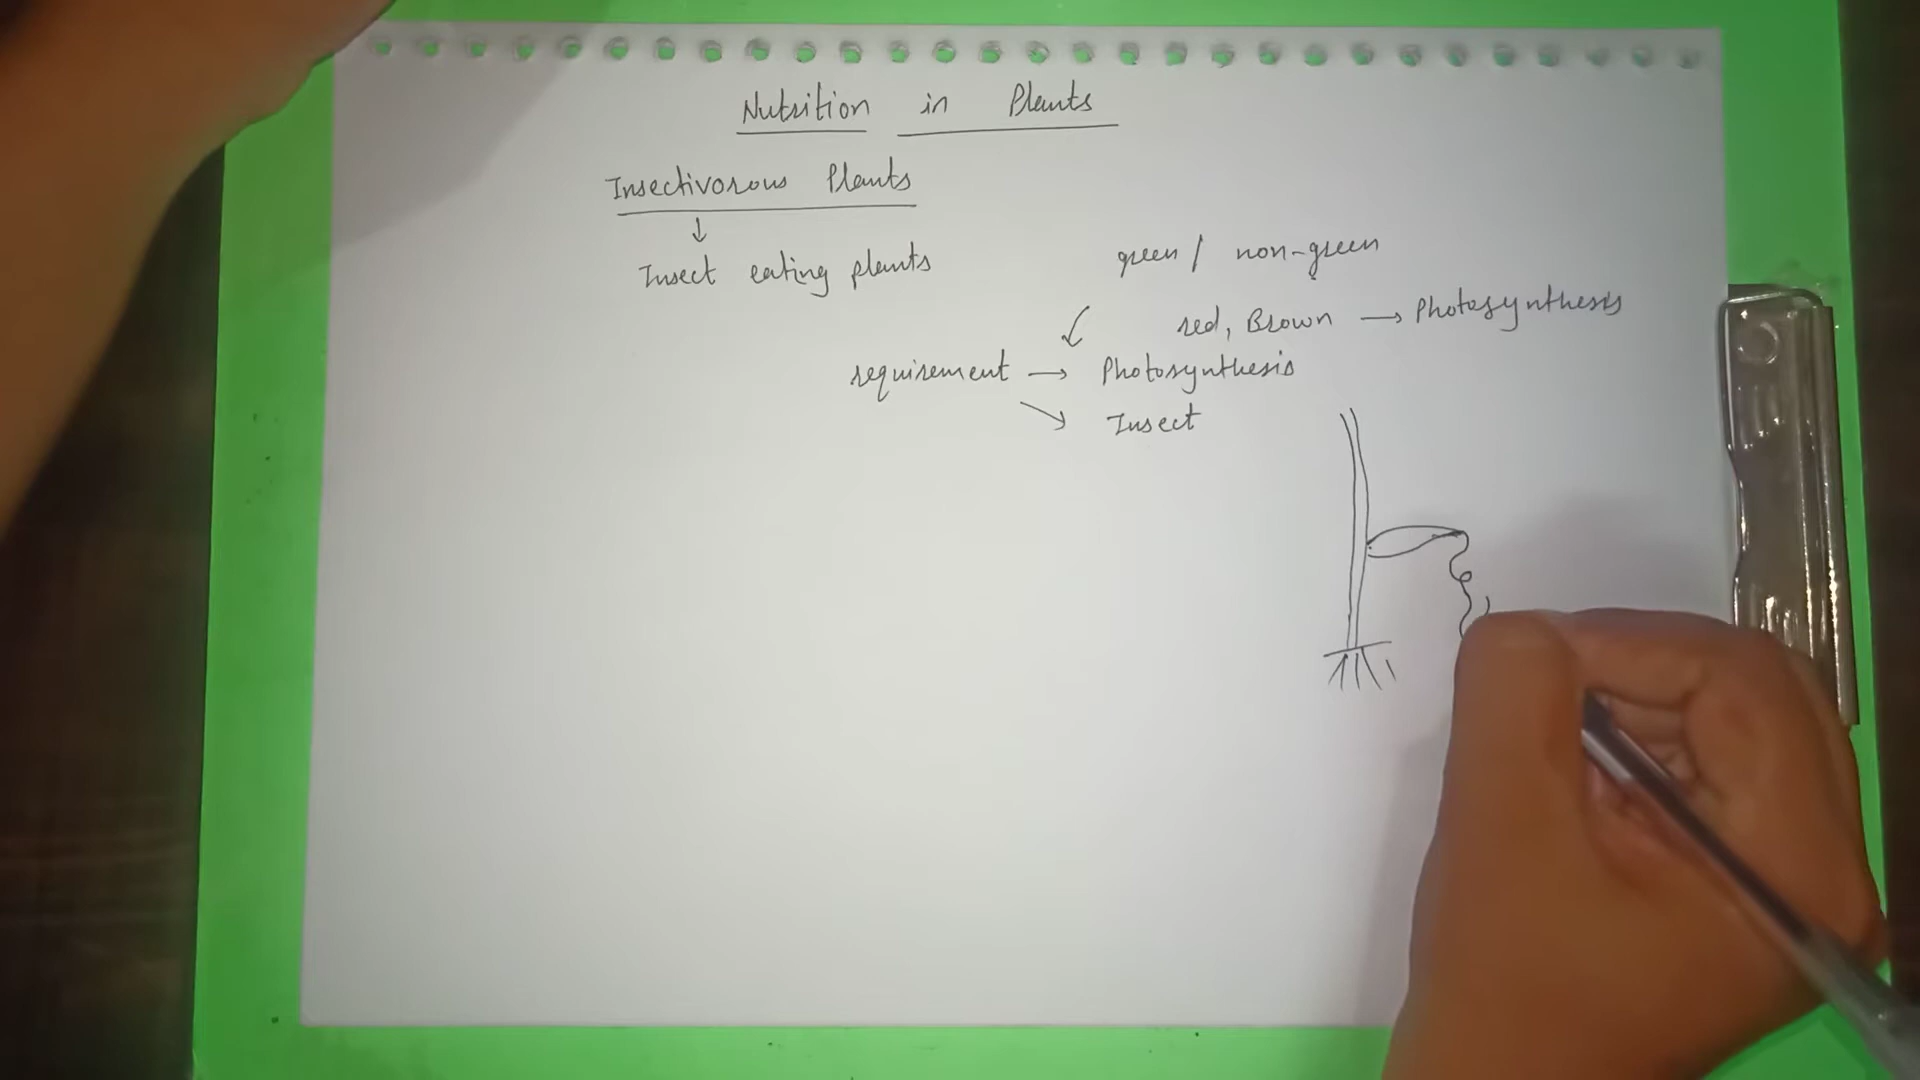 Nutrition in Plants
Insectivorous Plants
↓
Insect eating plants
green / non-green
red, Brown → Photosynthesis
requirement → Photosynthesis
Insect